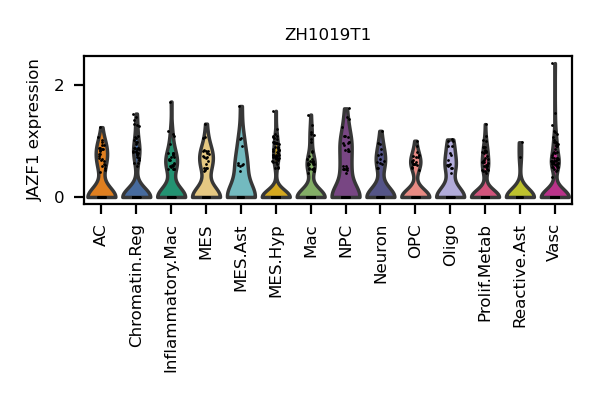 ZH1019T1
JAZF1 expression
2
0
AC
Chromatin.Reg
Inflammatory.Mac
MES
MES.Ast
MES.Hyp
Mac
NPC
Neuron
OPC
Oligo
Prolif.Metab
Reactive.Ast
Vasc